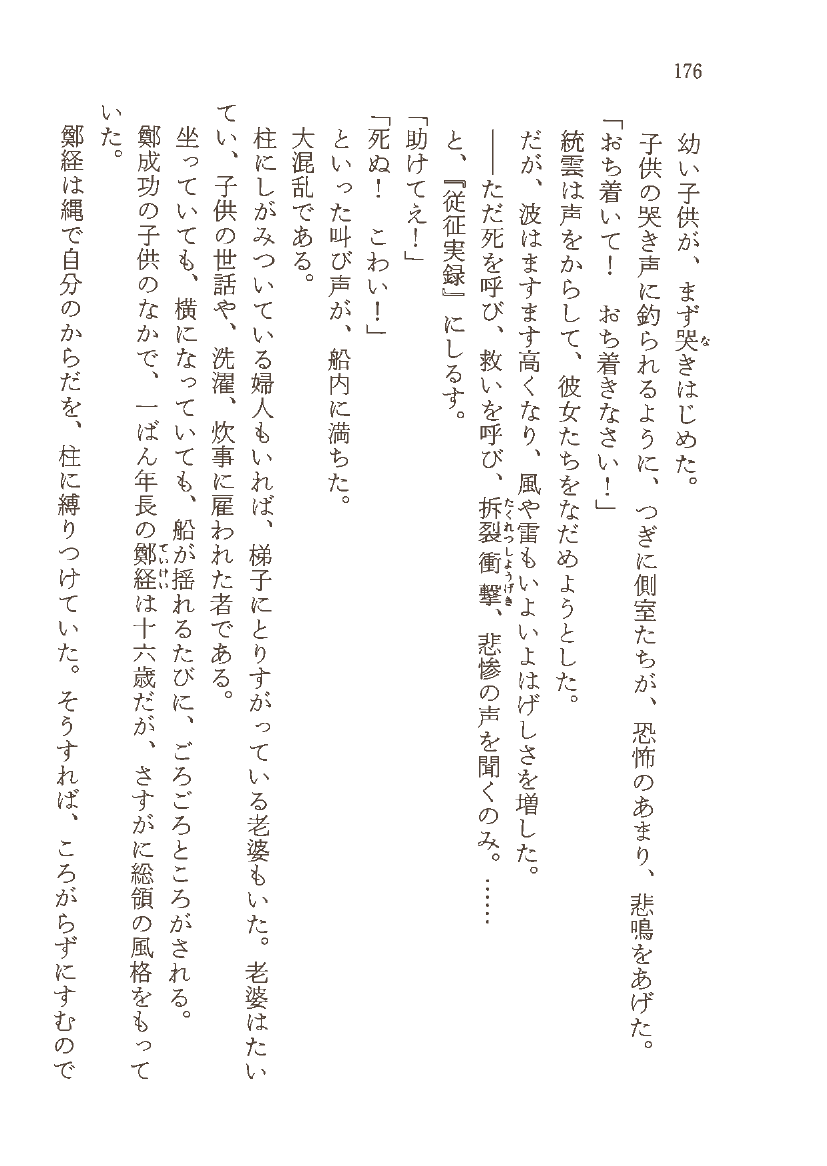 176
幼い子供が、まず哭きはじめた。
子供の哭き声に釣られるように、つぎに側室たちが、恐怖のあまり、悲鳴をあげた。
「おち着いて！　おち着きなさい！」
統雲は声をからして、彼女たちをなだめようとした。
だが、波はますます高くなり、風や雷もいよいよはげしさを増した。
――ただ死を呼び、救いを呼び、拆裂衝撃、悲惨の声を聞くのみ。……
と、『従征実録』にしるす。
「助けてえ！」
「死ぬ！　こわい！」
といった叫び声が、船内に満ちた。
大混乱である。
柱にしがみついている婦人もいれば、梯子にとりすがっている老婆もいた。老婆はたい
てい、子供の世話や、洗濯、炊事に雇われた者である。
坐っていても、横になっていても、船が揺れるたびに、ごろごろところがされる。
鄭成功の子供のなかで、一ばん年長の鄭経は十六歳だが、さすがに総領の風格をもって
いた。
鄭経は縄で自分のからだを、柱に縛りつけていた。そうすれば、ころがらずにすむので